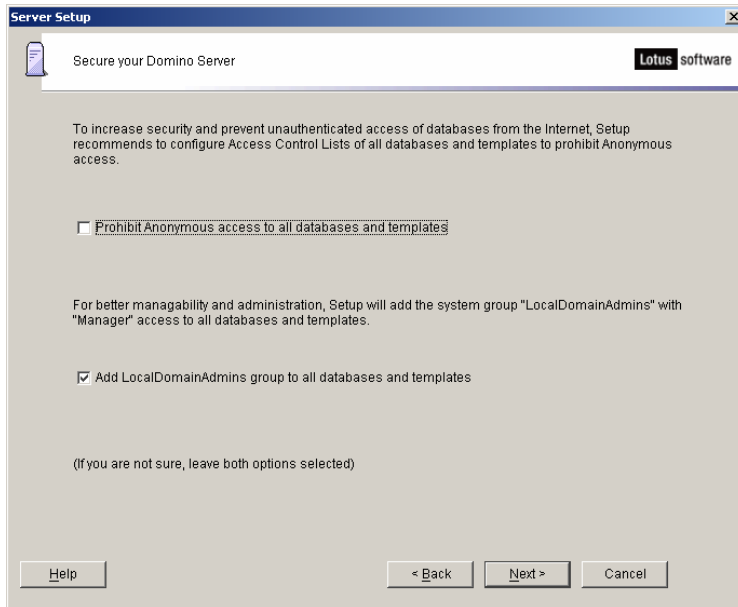 Server Setup
Secure your Domino Server
Lotus software
To increase security and prevent unauthenticated access of databases from the Internet, Setup
recommends to configure Access Control Lists of all databases and templates to prohibit Anonymous
access.
Prohibit Anonymous access to all databases and templates
For better managability and administration, Setup will add the system group "LocalDomainAdmins" with
"Manager" access to all databases and templates.
Add LocalDomainAdmins group to all databases and templates
(If you are not sure, leave both options selected)
Help
< Back
Next >
Cancel